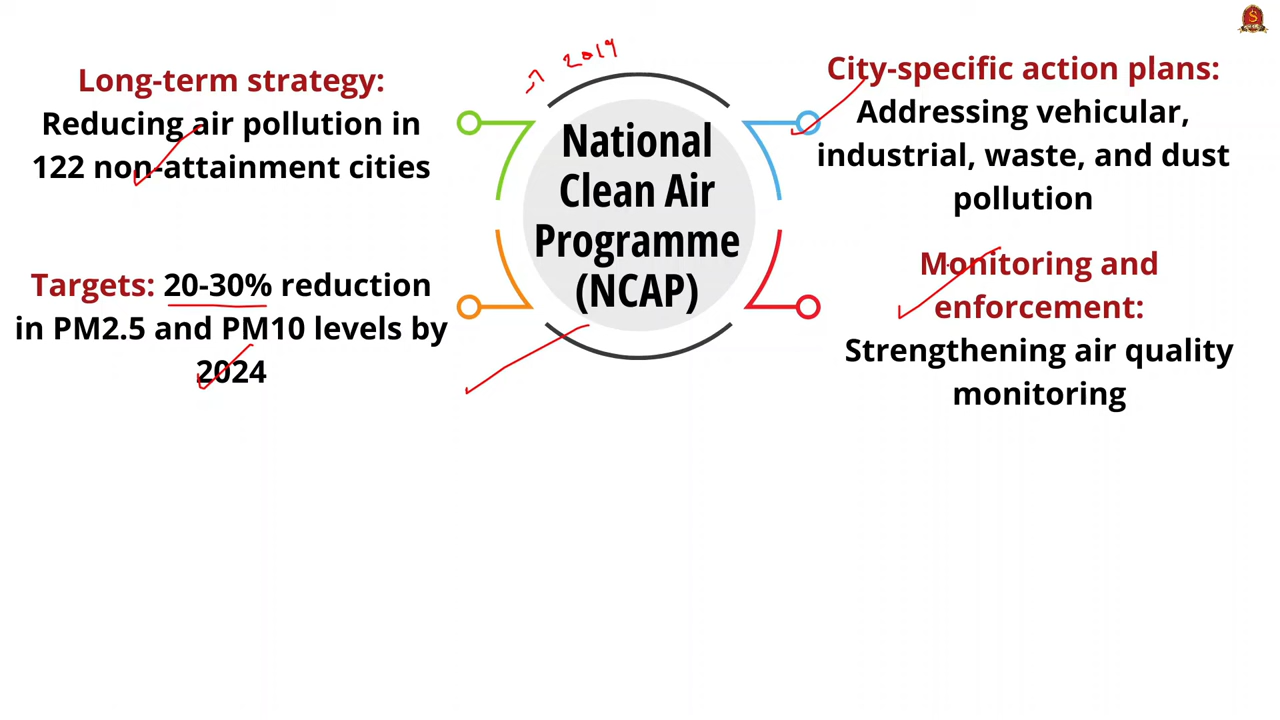 Long-term strategy:
Reducing air pollution in
122 non-attainment cities
Targets: 20-30% reduction
in PM2.5 and PM10 levels by
2024
2019
National
Clean Air
Programme
(NCAP)
City-specific action plans:
Addressing vehicular,
industrial, waste, and dust
pollution
Monitoring and
enforcement:
Strengthening air quality
monitoring